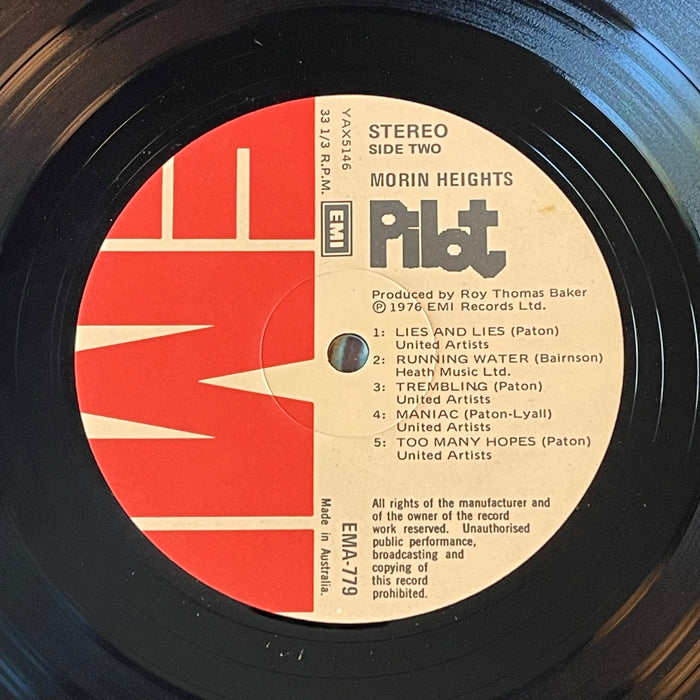 STEREO
SIDE TWO
MORIN HEIGHTS
Pilot
Produced by Roy Thomas Baker
Ⓟ 1976 EMI Records Ltd.
1: LIES AND LIES (Paton)
United Artists
2: RUNNING WATER (Bairnson)
Heath Music Ltd.
3: TREMBLING (Paton)
United Artists
4: MANIAC (Paton-Lyall)
United Artists
5: TOO MANY HOPES (Paton)
United Artists
All rights of the manufacturer and
of the owner of the record
work reserved. Unauthorised
public performance,
broadcasting and
copying of
this record
prohibited.
YAX5146
33 1/3 R.P.M.
EMI
EMA-779
Made in Australia.
EMI